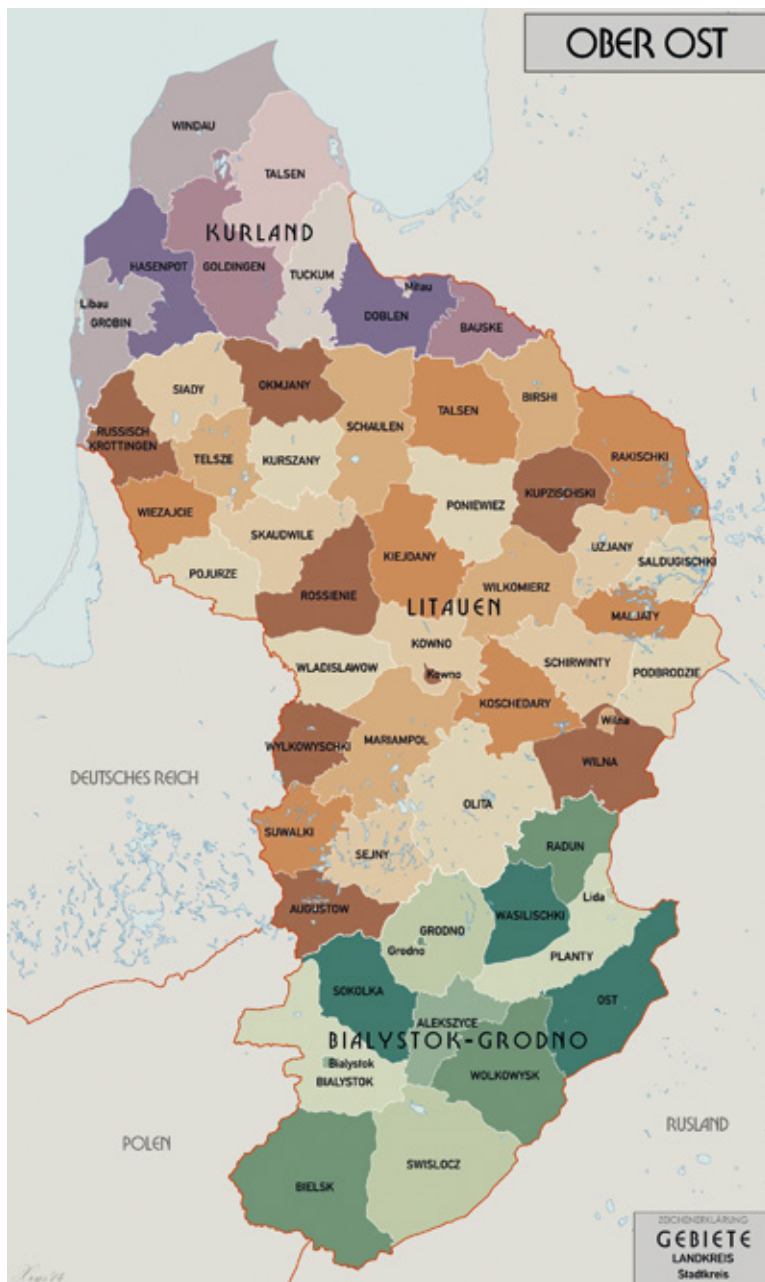 OBER OST
WINDAU
TALSEN
KURLAND
HASENPOT
GOLDINGEN
TUCKUM
Libau
GROBIN
Mitau
DOBLEN
BAUSKE
SIADY
OKMJANY
SCHAULEN
TALSEN
BIRSHI
RUSSISCH
KROTTINGEN
TELSZE
KURSZANY
RAKISCHKI
WIEZAJCIE
PONIEWIEZ
KUPZISCHSKI
SKAUDWILE
KIEJDANY
UZJANY
SALDUGISCHKI
POJURZE
ROSSIENIE
WILKOMIERZ
LITAUEN
MALJATY
KOWNO
Kowno
WLADISLAWOW
SCHIRWINTY
PODBRODZIE
KOSCHEDARY
Wilna
WYLKOWYSCHKI
MARIAMPOL
WILNA
DEUTSCHES REICH
OLITA
SUWALKI
SEJNY
RADUN
Lida
AUGUSTOW
WASILISCHKI
GRODNO
Grodno
PLANTY
SOKOLKA
OST
ALEKSZYCE
BIALYSTOK-GRODNO
Bialystok
BIALYSTOK
WOLKOWYSK
POLEN
RUSLAND
SWISLOCZ
BIELSK
ZEICHENERKLÄRUNG
GEBIETE
LANDKREIS
Stadtkreis